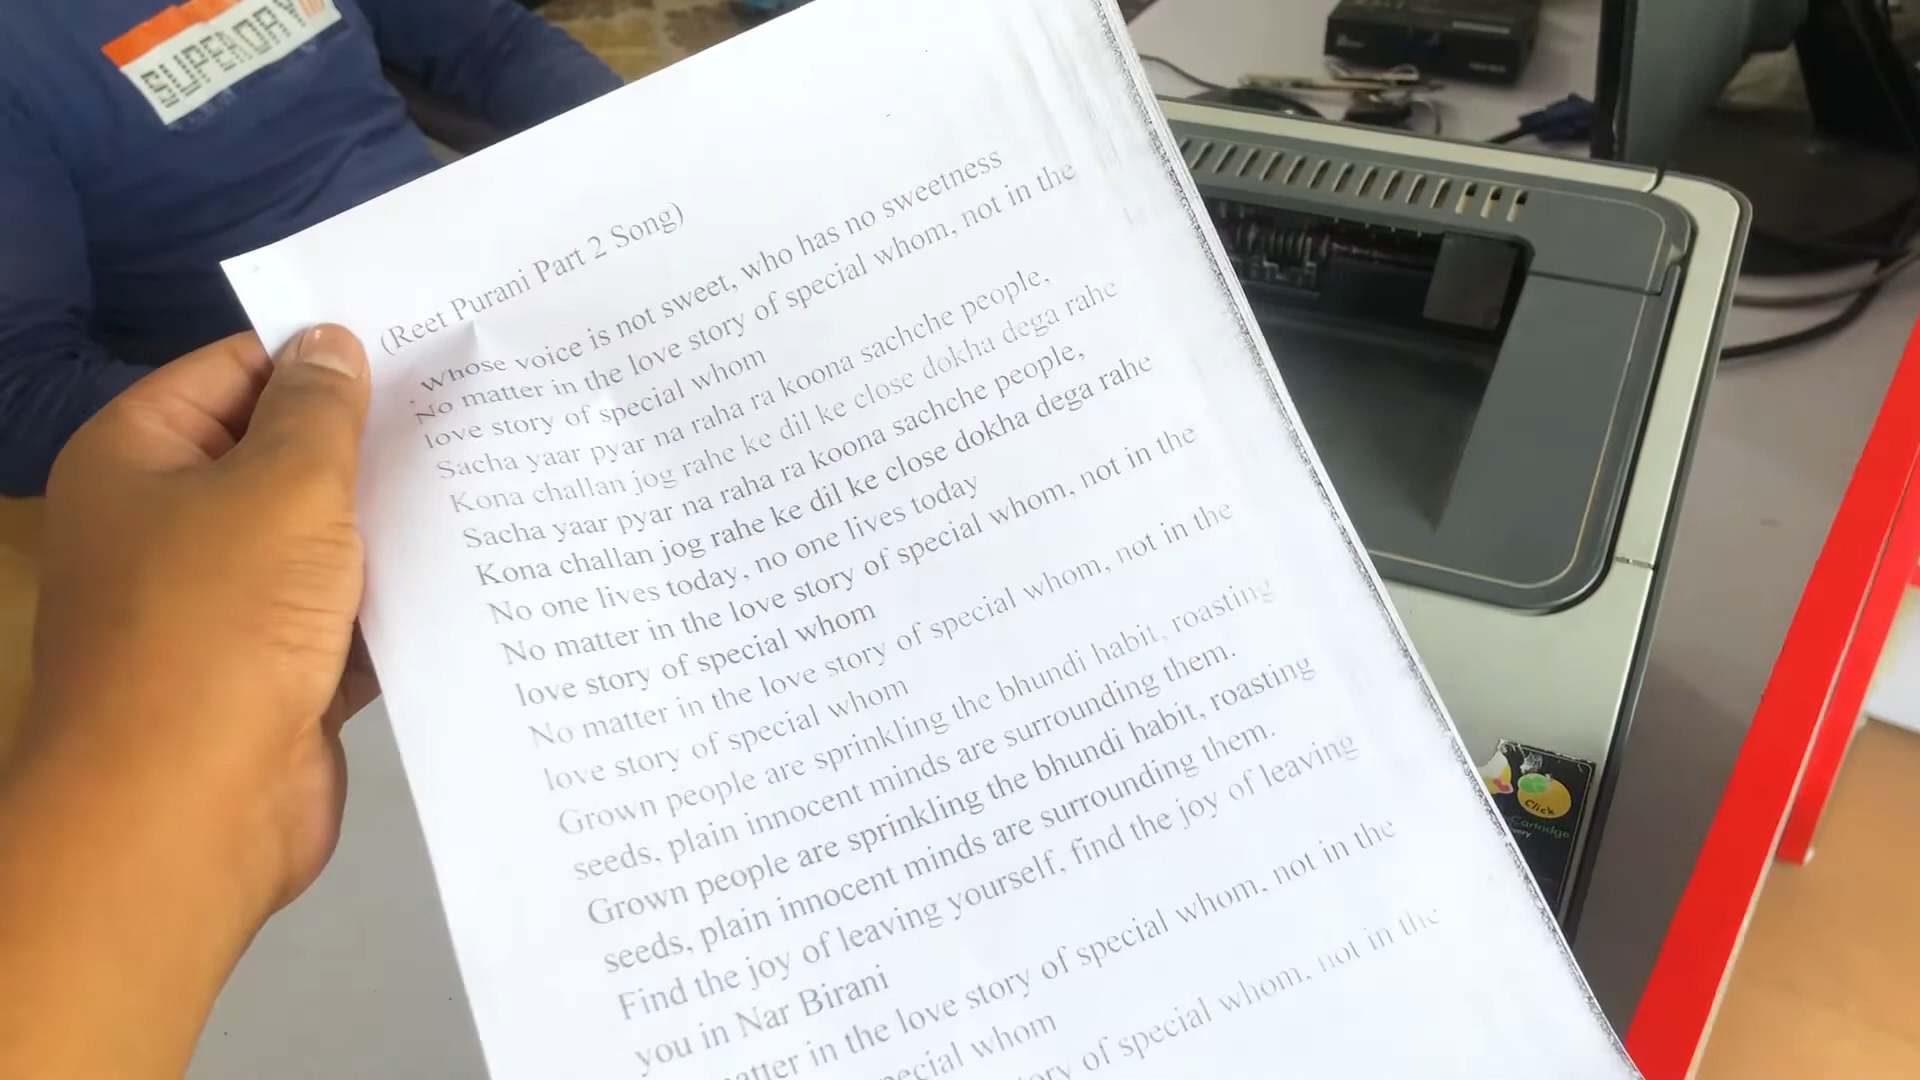 (Reet Purani Part 2 Song)
Whose voice is not sweet, who has no sweetness
No matter in the love story of special whom, not in the
love story of special whom
Sacha yaar pyar na raha ra koona sachche people,
Kona challan jog rahe ke dil ke close dokha dega rahe
Sacha yaar pyar na raha ra koona sachche people,
Kona challan jog rahe ke dil ke close dokha dega rahe
No one lives today, no one lives today
No matter in the love story of special whom, not in the
love story of special whom
No matter in the love story of special whom, not in the
love story of special whom
Grown people are sprinkling the bhundi habit, roasting
seeds, plain innocent minds are surrounding them.
Grown people are sprinkling the bhundi habit, roasting
seeds, plain innocent minds are surrounding them.
Find the joy of leaving yourself, find the joy of leaving
you in Nar Birani
matter in the love story of special whom, not in the
special whom
story of special whom, not in the
Click
Cartridge